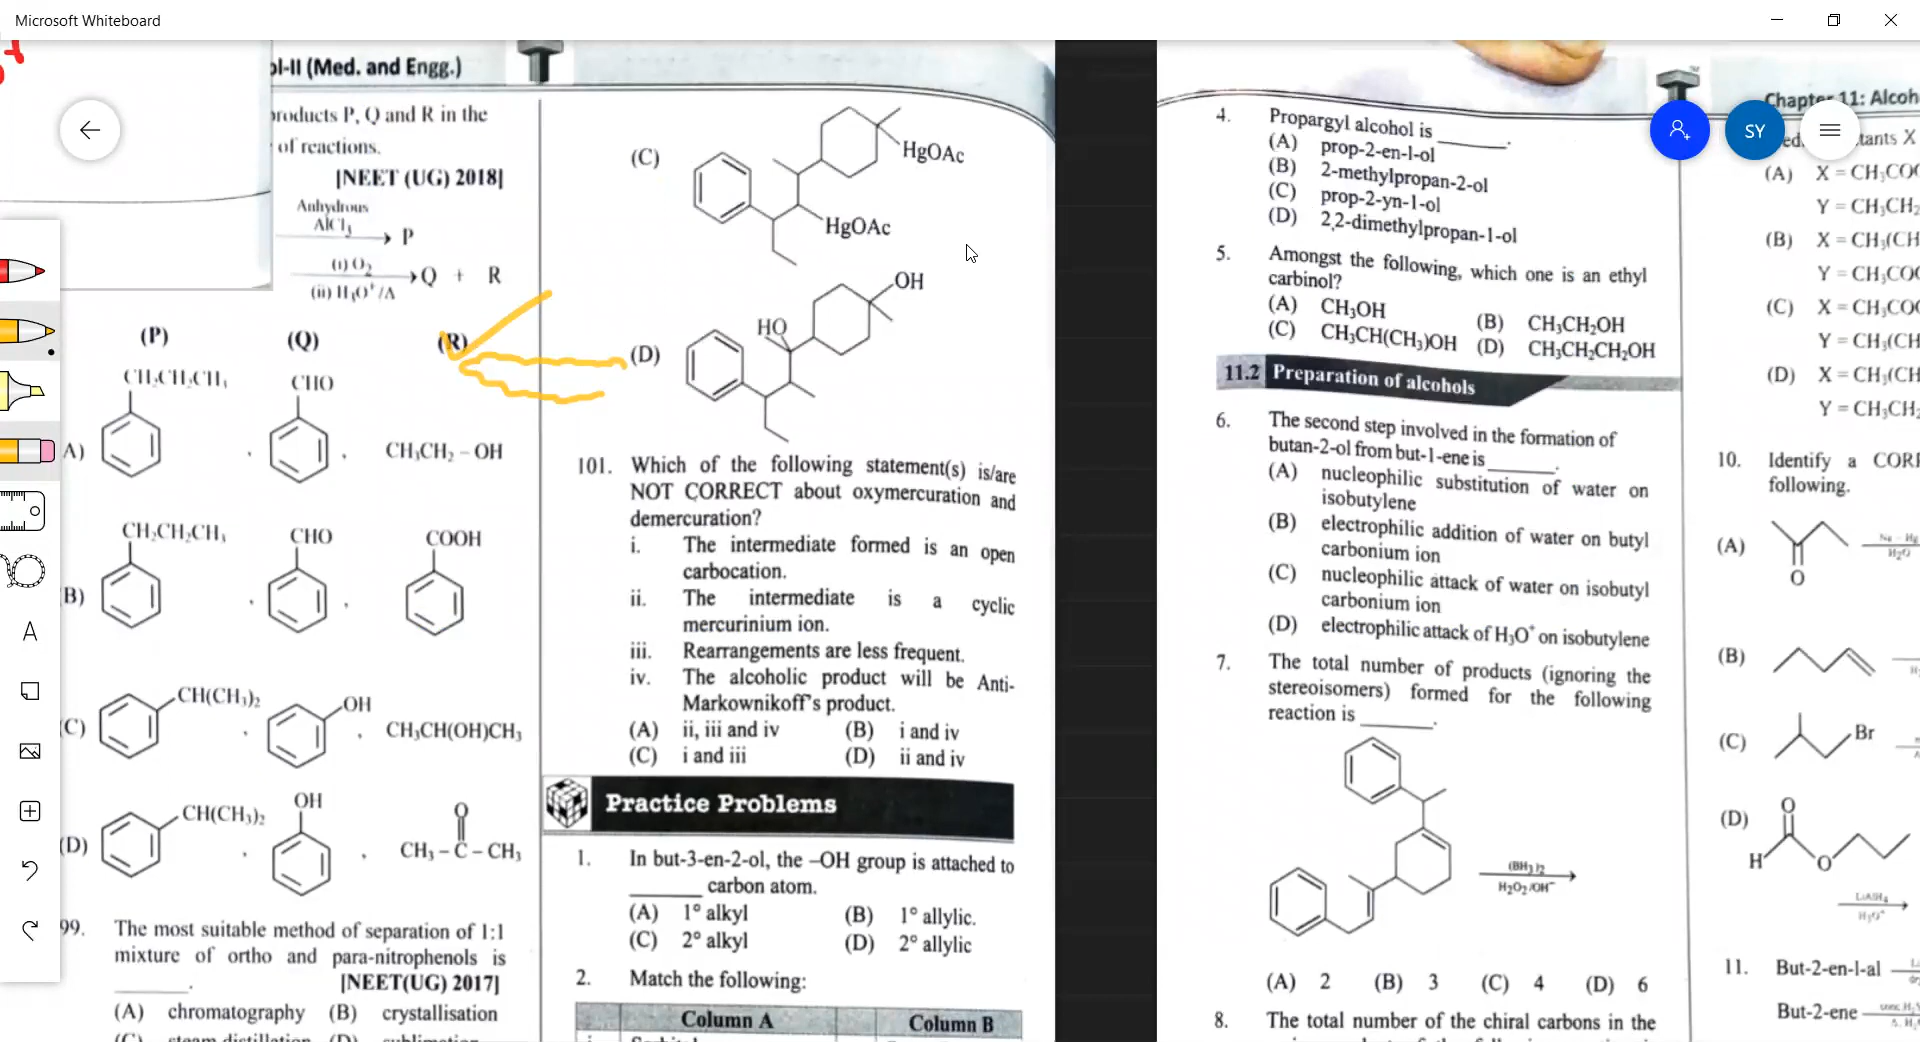 Microsoft Whiteboard
ol-II (Med. and Engg.)
products P, Q and R in the
of reactions.
[NEET (UG) 2018]
Anhydrous
AlCl3
P
(i) O2
(ii) H3O+/Δ
Q + R
(P) (Q) (R)
CH2CH2CH3 CHO
A) CH3CH2 – OH
CH2CH2CH3 CHO COOH
B)
CH(CH3)2 OH
(C) CH3CH(OH)CH3
CH(CH3)2 OH O
(D) CH3 – C – CH3
99. The most suitable method of separation of 1:1
mixture of ortho and para-nitrophenols is
______. [NEET(UG) 2017]
(A) chromatography (B) crystallisation
(C) steam distillation (D) sublimation
(C)
HgOAc
HgOAc
OH
HO
(D)
101. Which of the following statement(s) is/are
NOT CORRECT about oxymercuration and
demercuration?
i. The intermediate formed is an open
carbocation.
ii. The intermediate is a cyclic
mercurinium ion.
iii. Rearrangements are less frequent.
iv. The alcoholic product will be Anti-
Markownikoff's product.
(A) ii, iii and iv (B) i and iv
(C) i and iii (D) ii and iv
Practice Problems
1. In but-3-en-2-ol, the –OH group is attached to
______ carbon atom.
(A) 1° alkyl (B) 1° allylic.
(C) 2° alkyl (D) 2° allylic
2. Match the following:
Column A Column B
SY
Chapter 11: Alcoh
4. Propargyl alcohol is ______.
(A) prop-2-en-l-ol
(B) 2-methylpropan-2-ol
(C) prop-2-yn-1-ol
(D) 2,2-dimethylpropan-1-ol
5. Amongst the following, which one is an ethyl
carbinol?
(A) CH3OH (B) CH3CH2OH
(C) CH3CH(CH3)OH (D) CH3CH2CH2OH
11.2 Preparation of alcohols
6. The second step involved in the formation of
butan-2-ol from but-1-ene is ______.
(A) nucleophilic substitution of water on
isobutylene
(B) electrophilic addition of water on butyl
carbonium ion
(C) nucleophilic attack of water on isobutyl
carbonium ion
(D) electrophilic attack of H3O+ on isobutylene
7. The total number of products (ignoring the
stereoisomers) formed for the following
reaction is ______.
(BH3)2
H2O2/OH–
(A) 2 (B) 3 (C) 4 (D) 6
8. The total number of the chiral carbons in the
tants X
(A) X = CH3CO
Y = CH3CH2
(B) X = CH3(CH
Y = CH3CO
(C) X = CH3CO
Y = CH3(CH
(D) X = CH3(CH
Y = CH3CH2
10. Identify a CORR
following.
(A) O
Na – Hg
H2O
(B)
(C) Br
(D) O
H O
LiAlH4
H3O+
11. But-2-en-l-al
But-2-ene